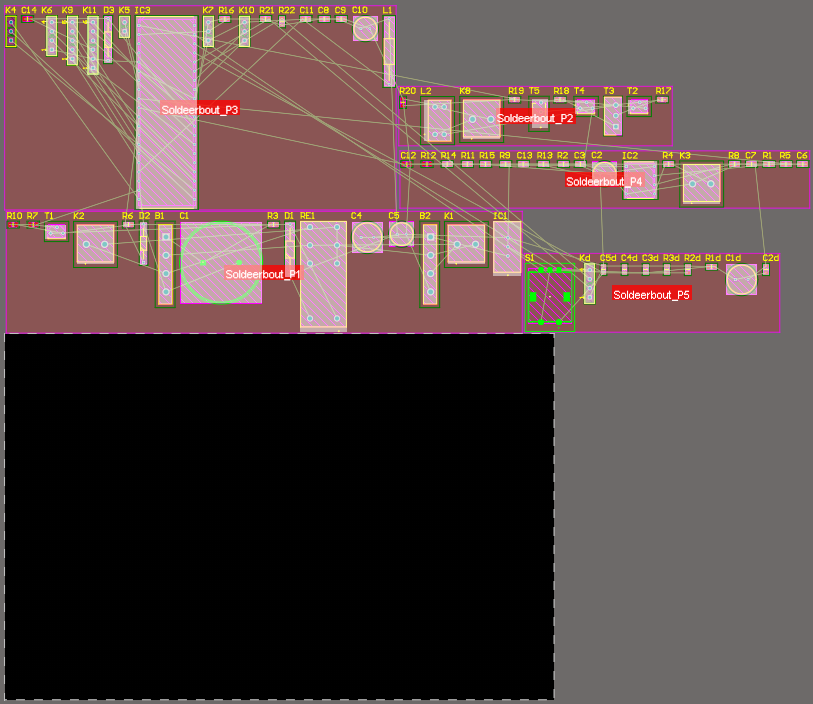 K4 C14 K6 K9 K11 D3 K5 IC3 K7 R16 K10 R21 R22 C11 C8 C9 C10 L1
Soldeerbout_P3
R20 L2 K8 R19 T5 R18 T4 T3 T2 R17
Soldeerbout_P2
C12 R12 R14 R11 R15 R9 C13 R13 R2 C3 C2 IC2 R4 K3 R8 C7 R1 R5 C6
Soldeerbout_P4
R10 R7 T1 K2 R6 D2 B1 C1 R3 D1 RE1 C4 C5 B2 K1 IC1
Soldeerbout_P1
S1 Kd C5d C4d C3d R3d R2d R1d C1d C2d
Soldeerbout_P5